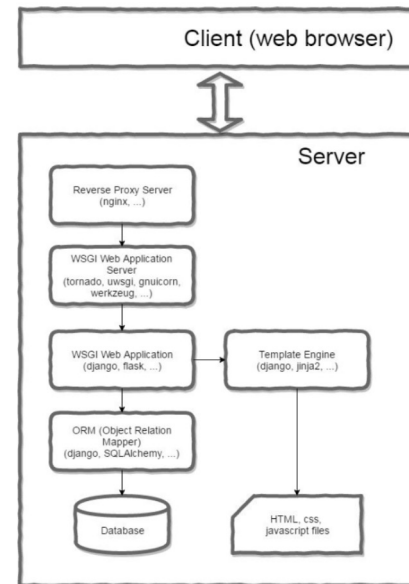 Client (web browser)
Server
Reverse Proxy Server
(nginx, ...)
WSGI Web Application
Server
(tornado, uwsgi, gnuicorn,
werkzeug, ...)
WSGI Web Application
(django, flask, ...)
Template Engine
(django, jinja2, ...)
ORM (Object Relation
Mapper)
(django, SQLAlchemy, ...)
Database
HTML, css,
javascript files